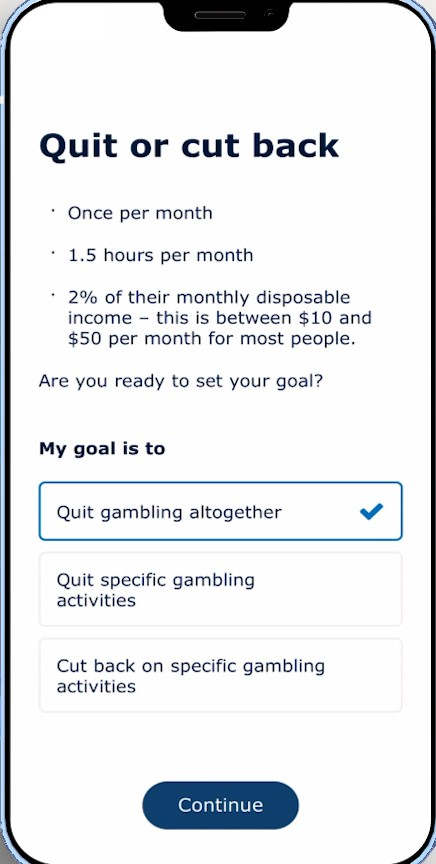 Quit or cut back
· Once per month
· 1.5 hours per month
· 2% of their monthly disposable
income – this is between $10 and
$50 per month for most people.
Are you ready to set your goal?
My goal is to
Quit gambling altogether
Quit specific gambling
activities
Cut back on specific gambling
activities
Continue